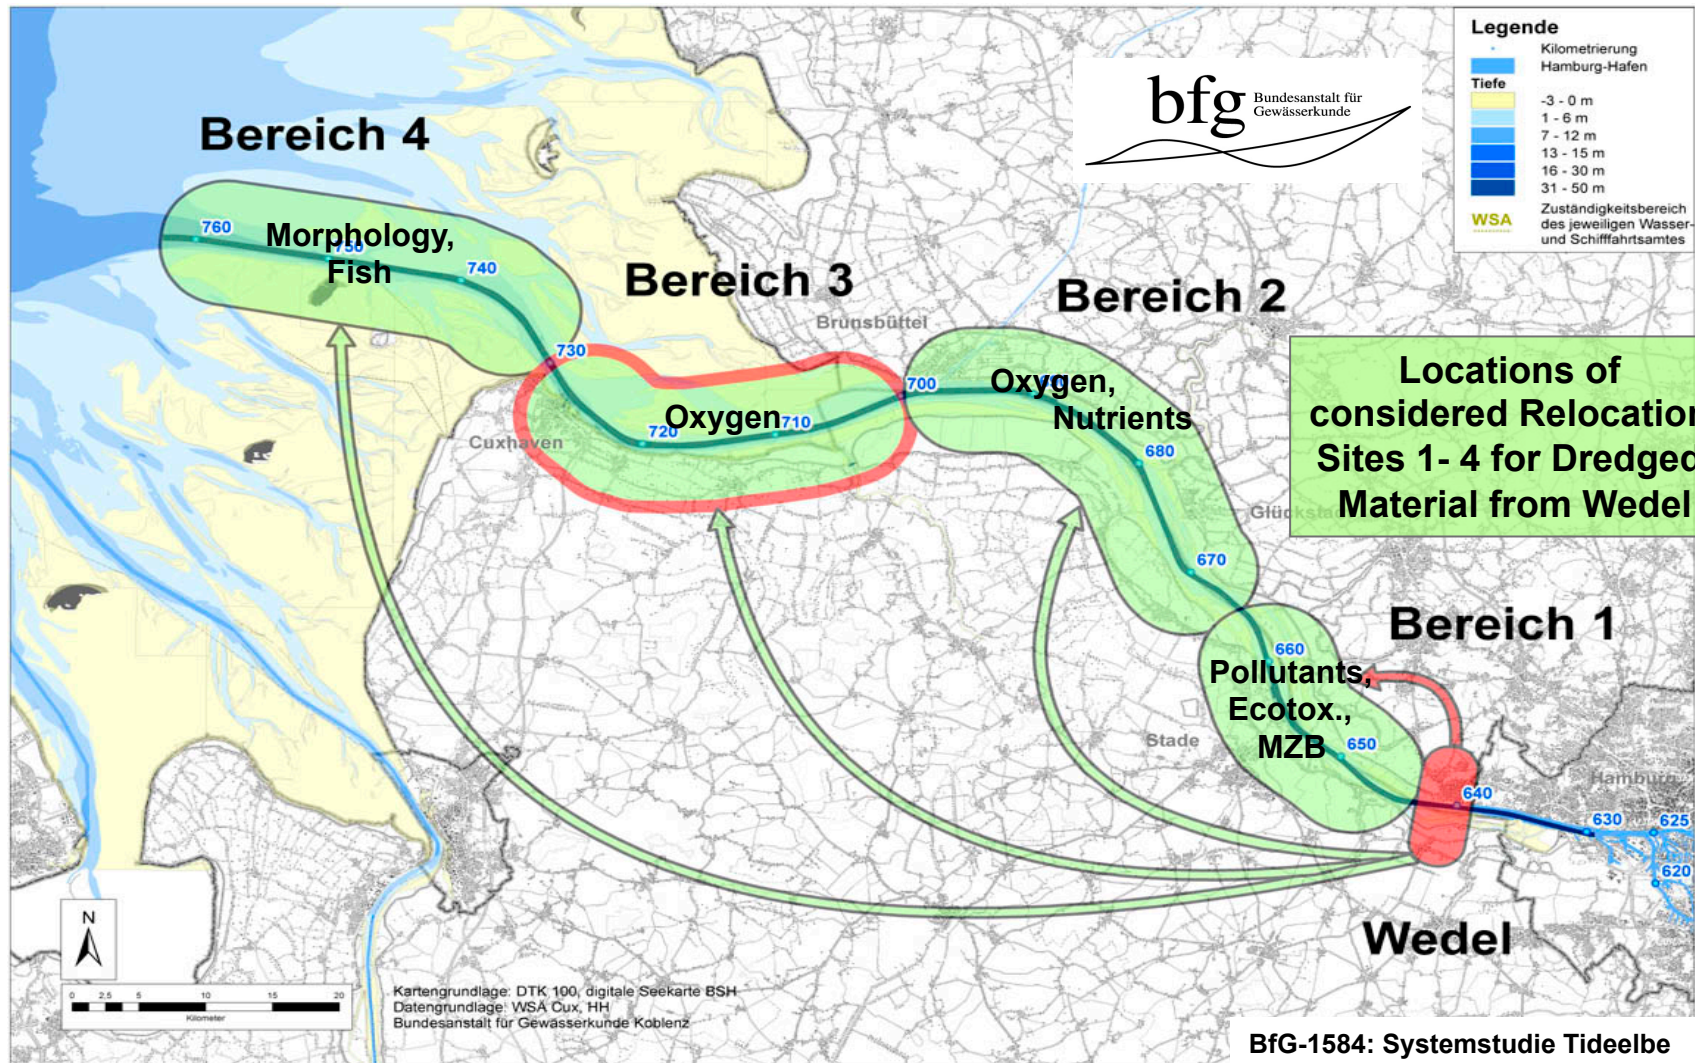 Legende
Kilometrierung
Hamburg-Hafen
Tiefe
-3 - 0 m
1 - 6 m
7 - 12 m
13 - 15 m
16 - 30 m
31 - 50 m
WSA
Zuständigkeitsbereich
des jeweiligen Wasser-
und Schifffahrtsamtes
bfg
Bundesanstalt für
Gewässerkunde
Bereich 4
760
750
740
Morphology,
Fish
Bereich 3
Brunsbüttel
730
720
710
700
Oxygen
Cuxhaven
Bereich 2
Oxygen,
Nutrients
680
670
Locations of
considered Relocation
Sites 1- 4 for Dredged
Material from Wedel
Bereich 1
660
650
Pollutants,
Ecotox.,
MZB
Stade
Hamburg
640
630
625
620
Wedel
N
0 2,5 5 10 15 20
Kilometer
Kartengrundlage: DTK 100, digitale Seekarte BSH
Datengrundlage: WSA Cux, HH
Bundesanstalt für Gewässerkunde Koblenz
BfG-1584: Systemstudie Tideelbe